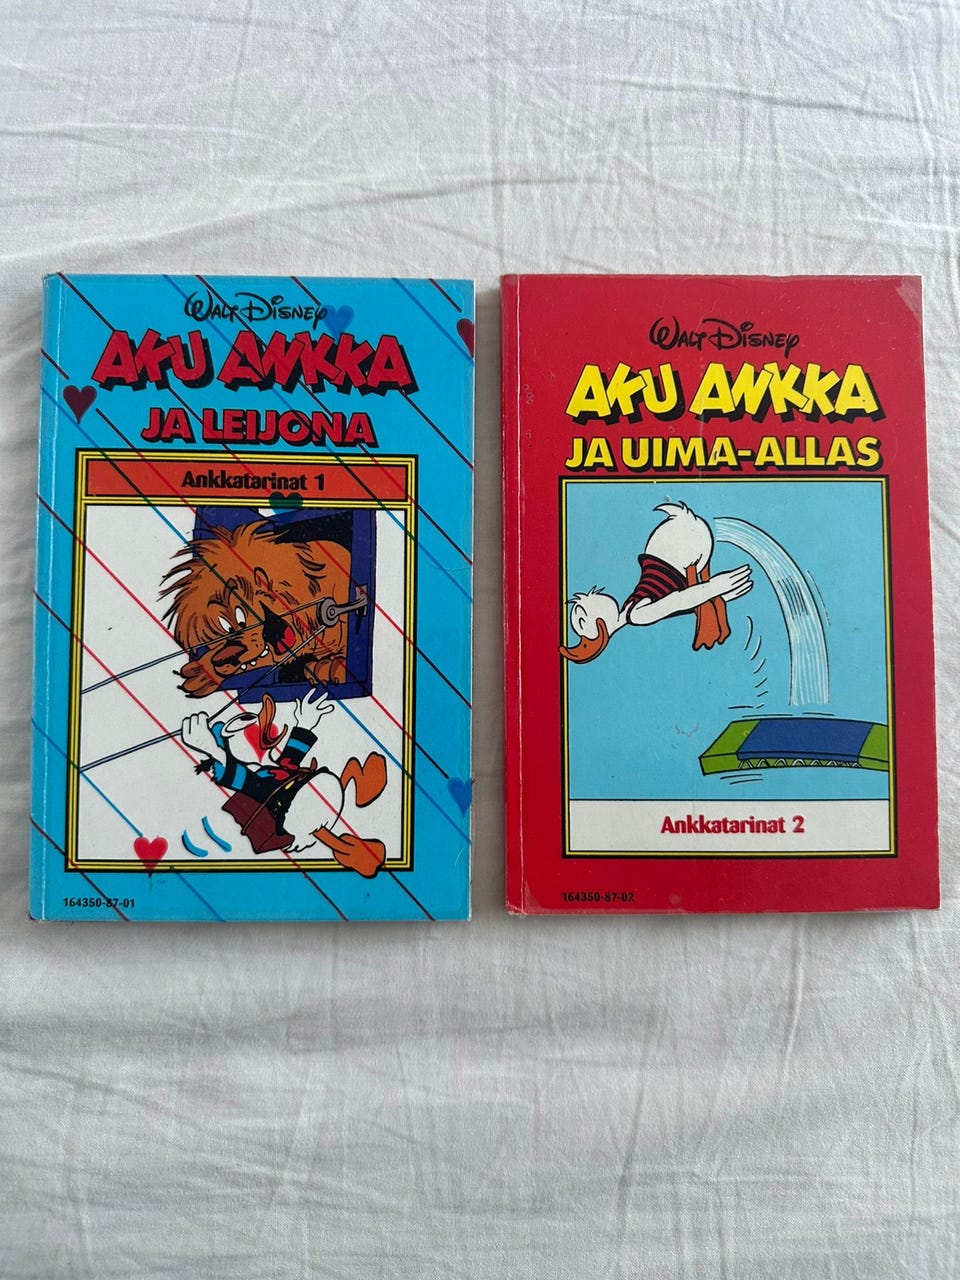 WALT DISNEY
AKU ANKKA
JA LEIJONA
Ankkatarinat 1
164350-87-01
WALT DISNEY
AKU ANKKA
JA UIMA-ALLAS
Ankkatarinat 2
164350-87-02